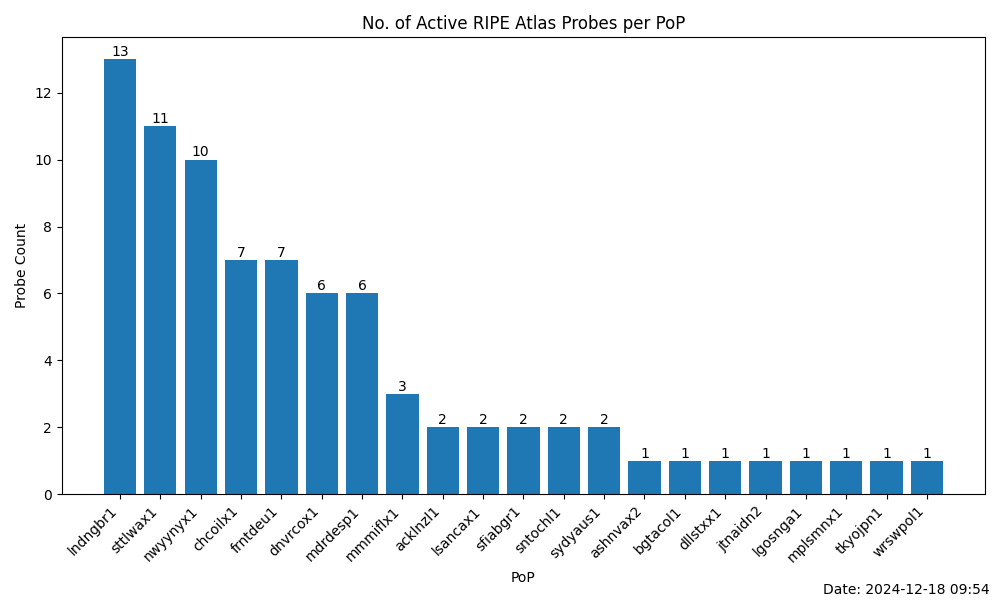 No. of Active RIPE Atlas Probes per PoP
Probe Count
12
10
8
6
4
2
0
13
11
10
7
7
6
6
3
2
2
2
2
2
1
1
1
1
1
1
1
1
lndngbr1
sttlwax1
nwyynyx1
chcollx1
frntdeu1
dnvrcox1
mdrdesp1
mmmiflx1
acklnzl1
lsancax1
sfiabgr1
sntochl1
sydyaus1
ashnvax2
bgtacol1
dllstxx1
jtnaidn2
lgosnga1
mplsmnx1
tkyojpn1
wrswpol1
PoP
Date: 2024-12-18 09:54